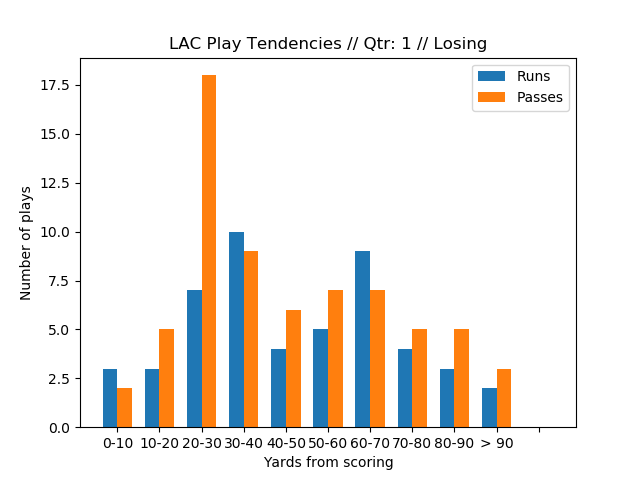 LAC Play Tendencies // Qtr: 1 // Losing
Runs
Passes
17.5
15.0
12.5
10.0
7.5
5.0
2.5
0.0
Number of plays
0-10 10-20 20-30 30-40 40-50 50-60 60-70 70-80 80-90 > 90
Yards from scoring